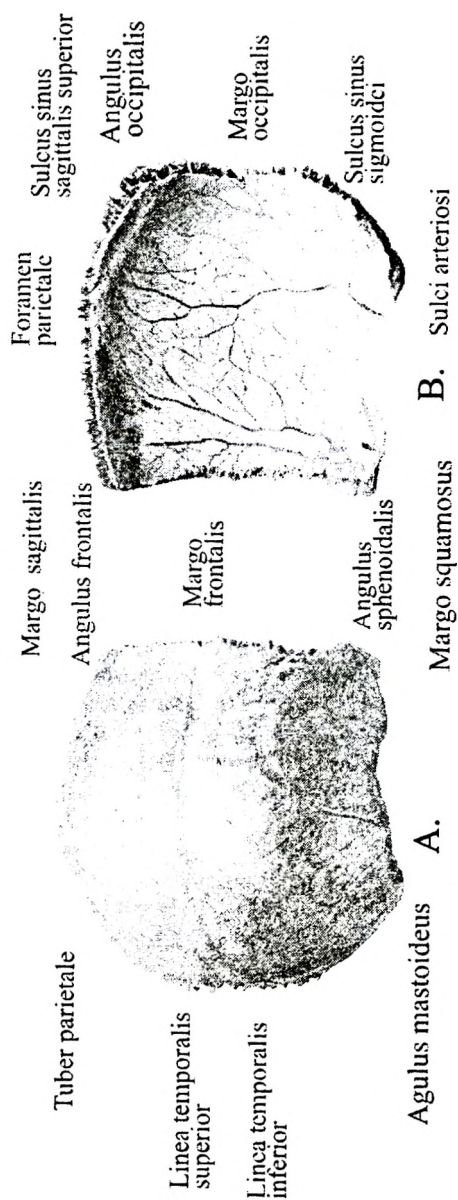 Tuber parietale
Linea temporalis
superior
Linea temporalis
inferior
Agulus mastoideus
A.
Margo sagittalis
Angulus frontalis
Margo
frontalis
Angulus
sphenoidalis
Margo squamosus
Foramen
parietale
Sulcus sinus
sagittalis superior
Angulus
occipitalis
Margo
occipitalis
Sulcus sinus
sigmoidci
Sulci arteriosi
B.